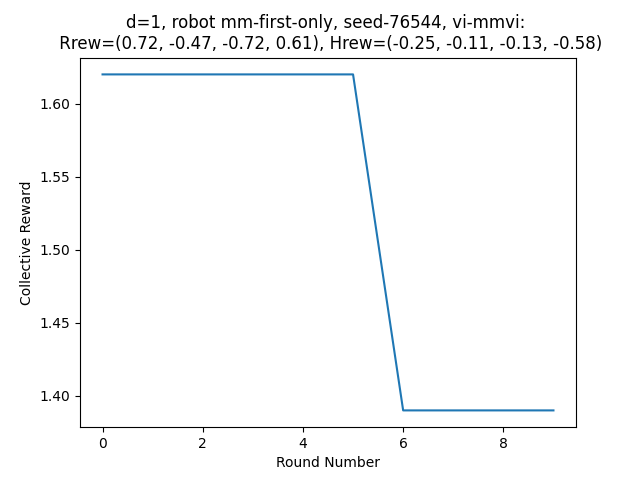 d=1, robot mm-first-only, seed-76544, vi-mmvi:
Rrew=(0.72, -0.47, -0.72, 0.61), Hrew=(-0.25, -0.11, -0.13, -0.58)
1.60
1.55
1.50
1.45
1.40
Collective Reward
0 2 4 6 8
Round Number